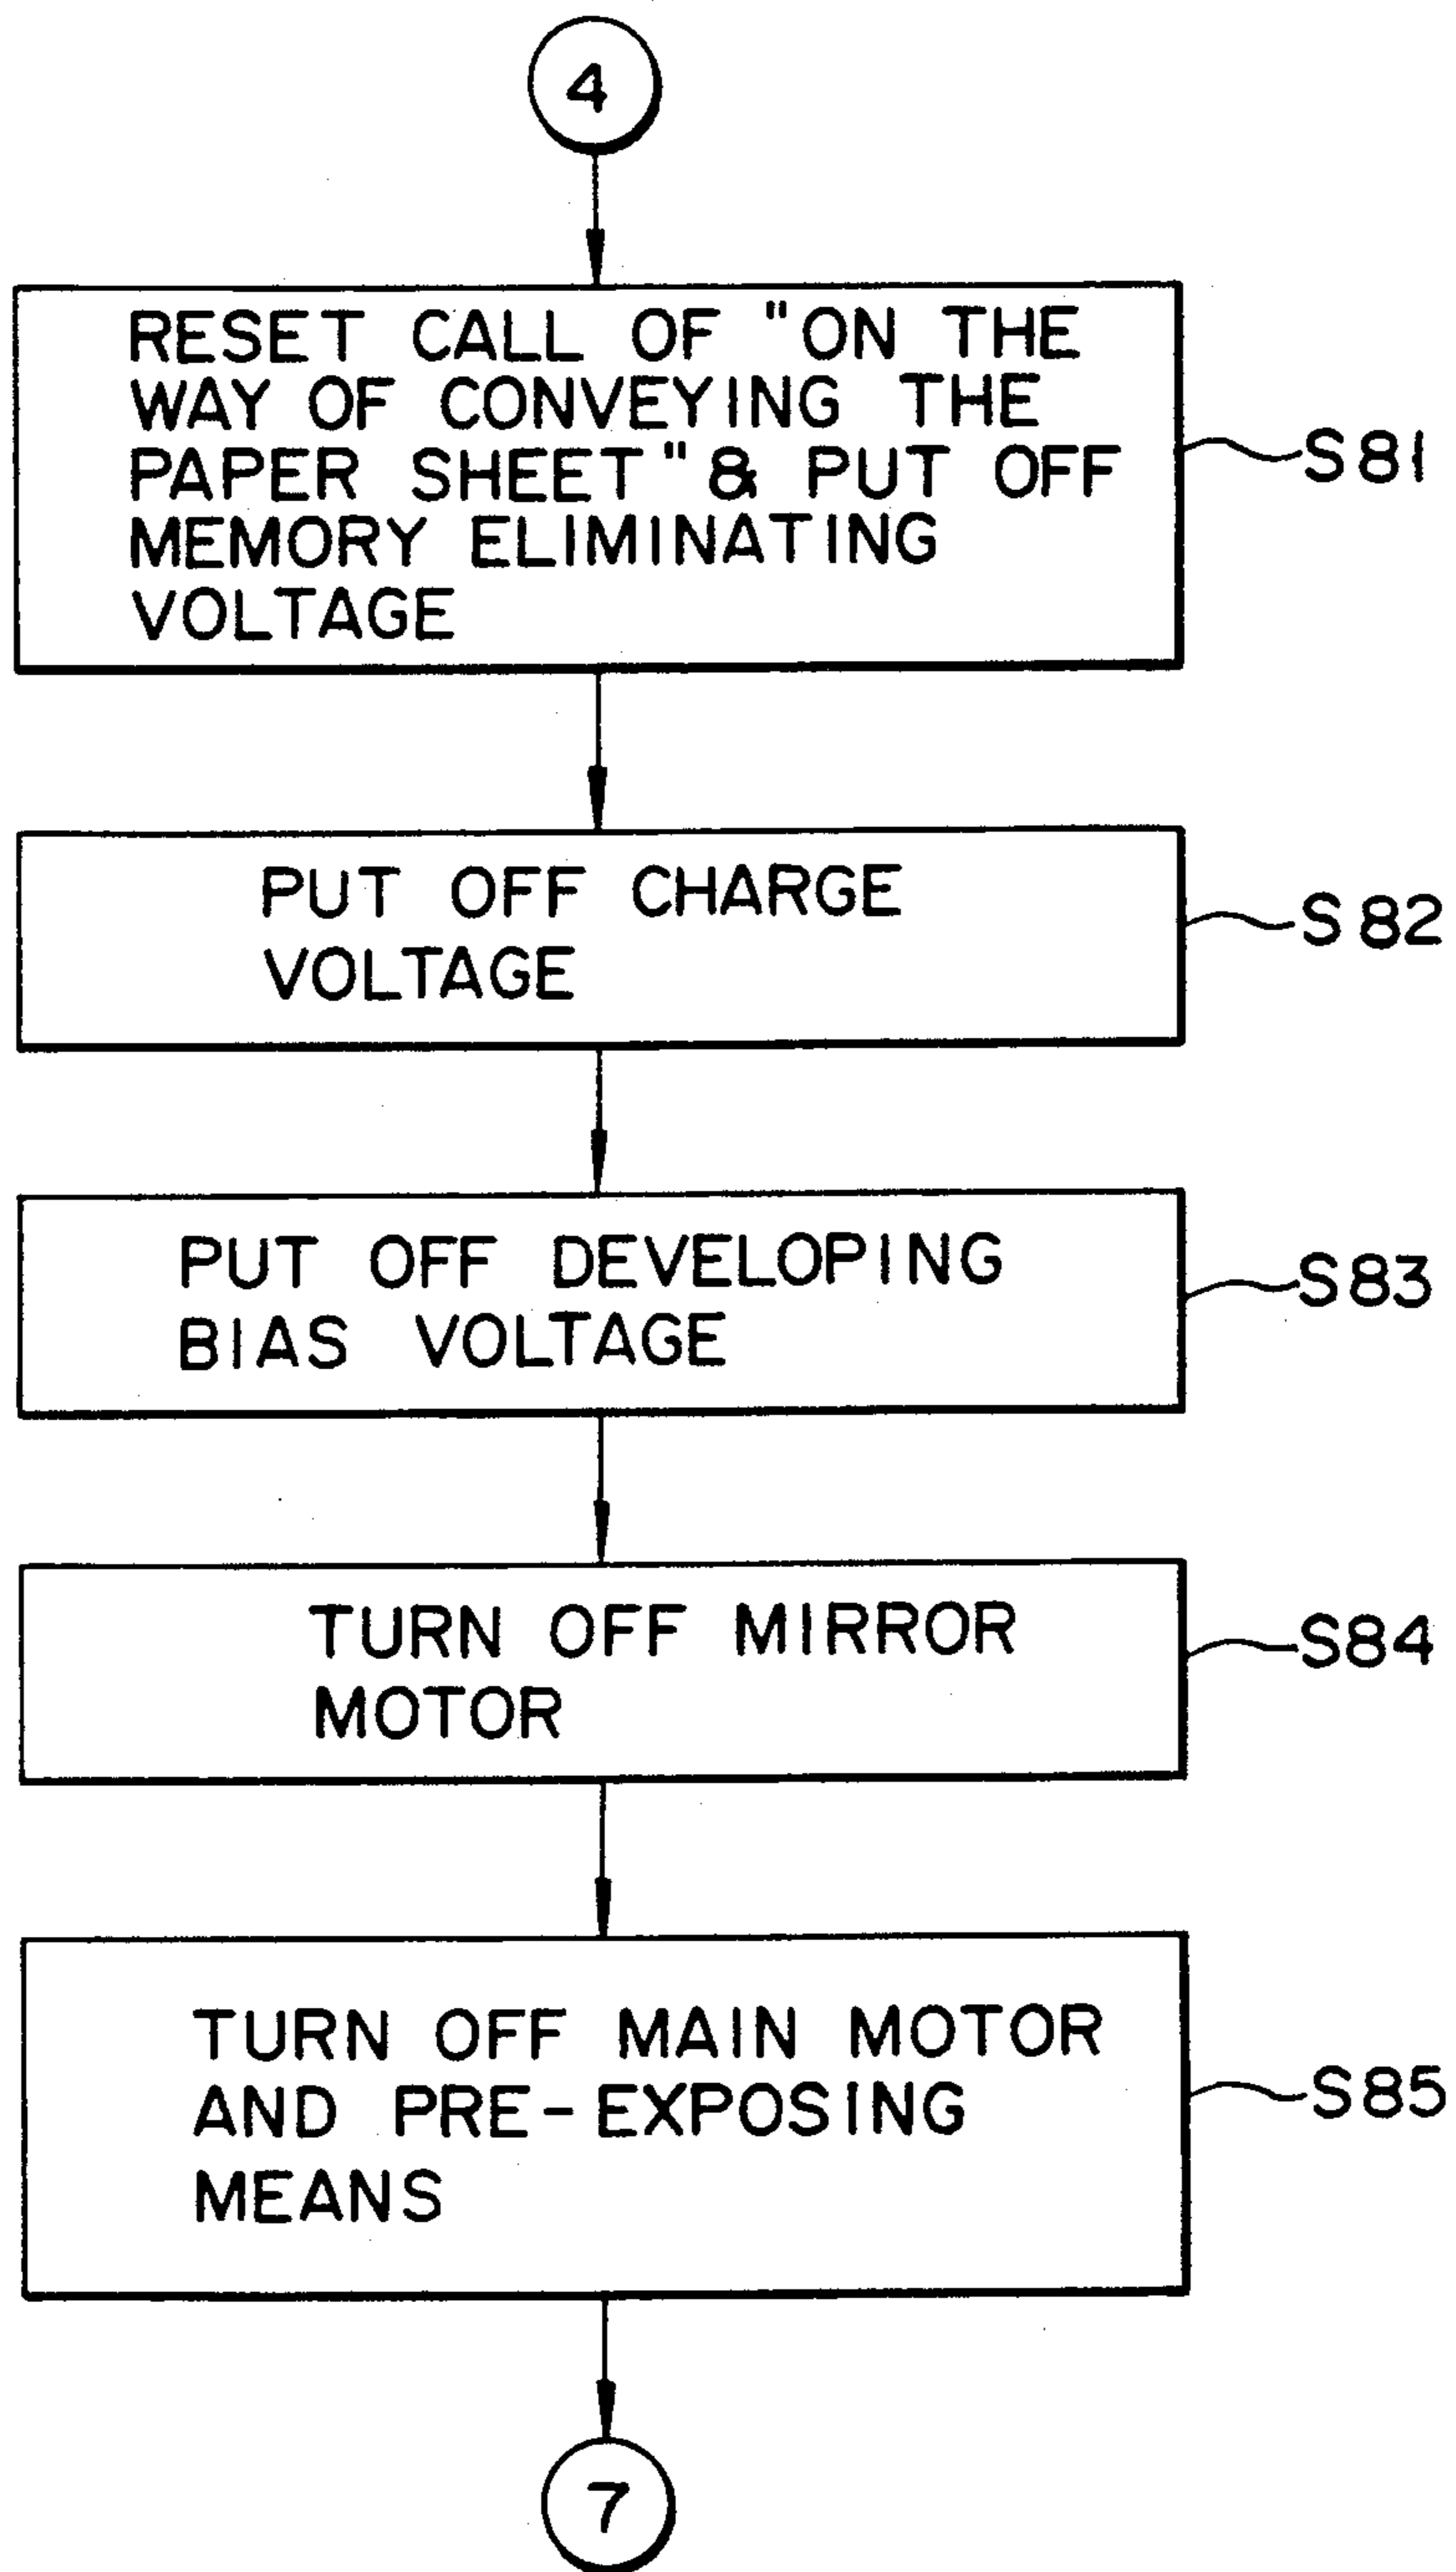 4
RESET CALL OF "ON THE
WAY OF CONVEYING THE
PAPER SHEET" & PUT OFF
MEMORY ELIMINATING
VOLTAGE
S81
PUT OFF CHARGE
VOLTAGE
S82
PUT OFF DEVELOPING
BIAS VOLTAGE
S83
TURN OFF MIRROR
MOTOR
S84
TURN OFF MAIN MOTOR
AND PRE-EXPOSING
MEANS
S85
7